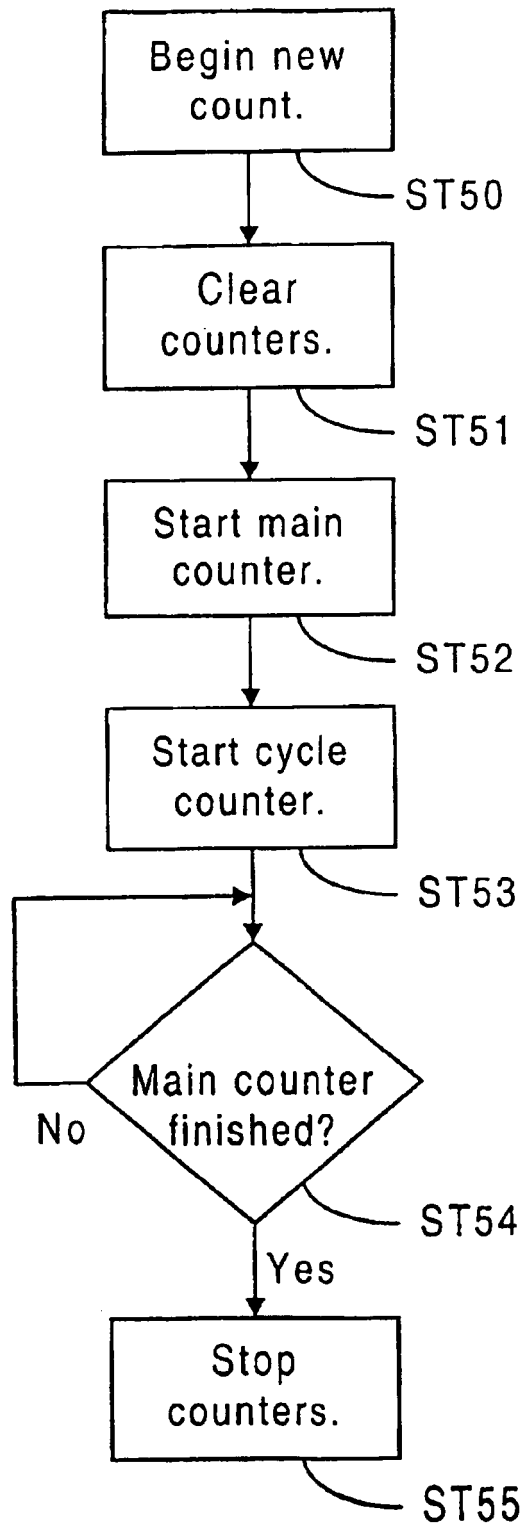 Begin new
count.
ST50
Clear
counters.
ST51
Start main
counter.
ST52
Start cycle
counter.
ST53
Main counter
finished?
No
ST54
Yes
Stop
counters.
ST55